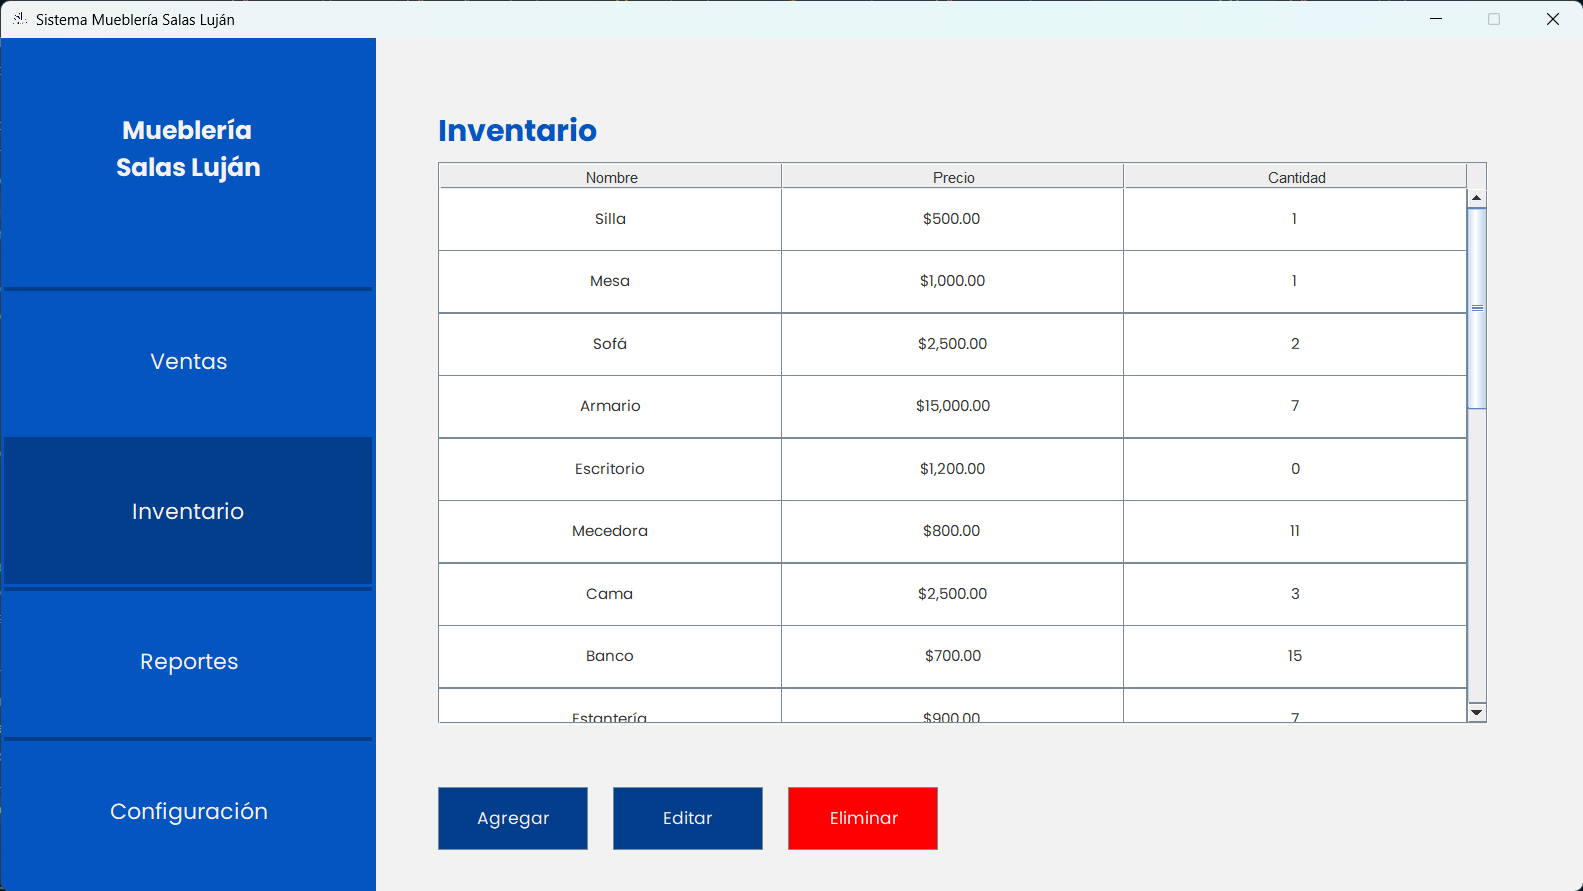 Sistema Mueblería Salas Luján
Mueblería
Salas Luján
Ventas
Inventario
Reportes
Configuración
Inventario
Nombre Precio Cantidad
Silla $500.00 1
Mesa $1,000.00 1
Sofá $2,500.00 2
Armario $15,000.00 7
Escritorio $1,200.00 0
Mecedora $800.00 11
Cama $2,500.00 3
Banco $700.00 15
Estantería $900.00 7
Agregar Editar Eliminar